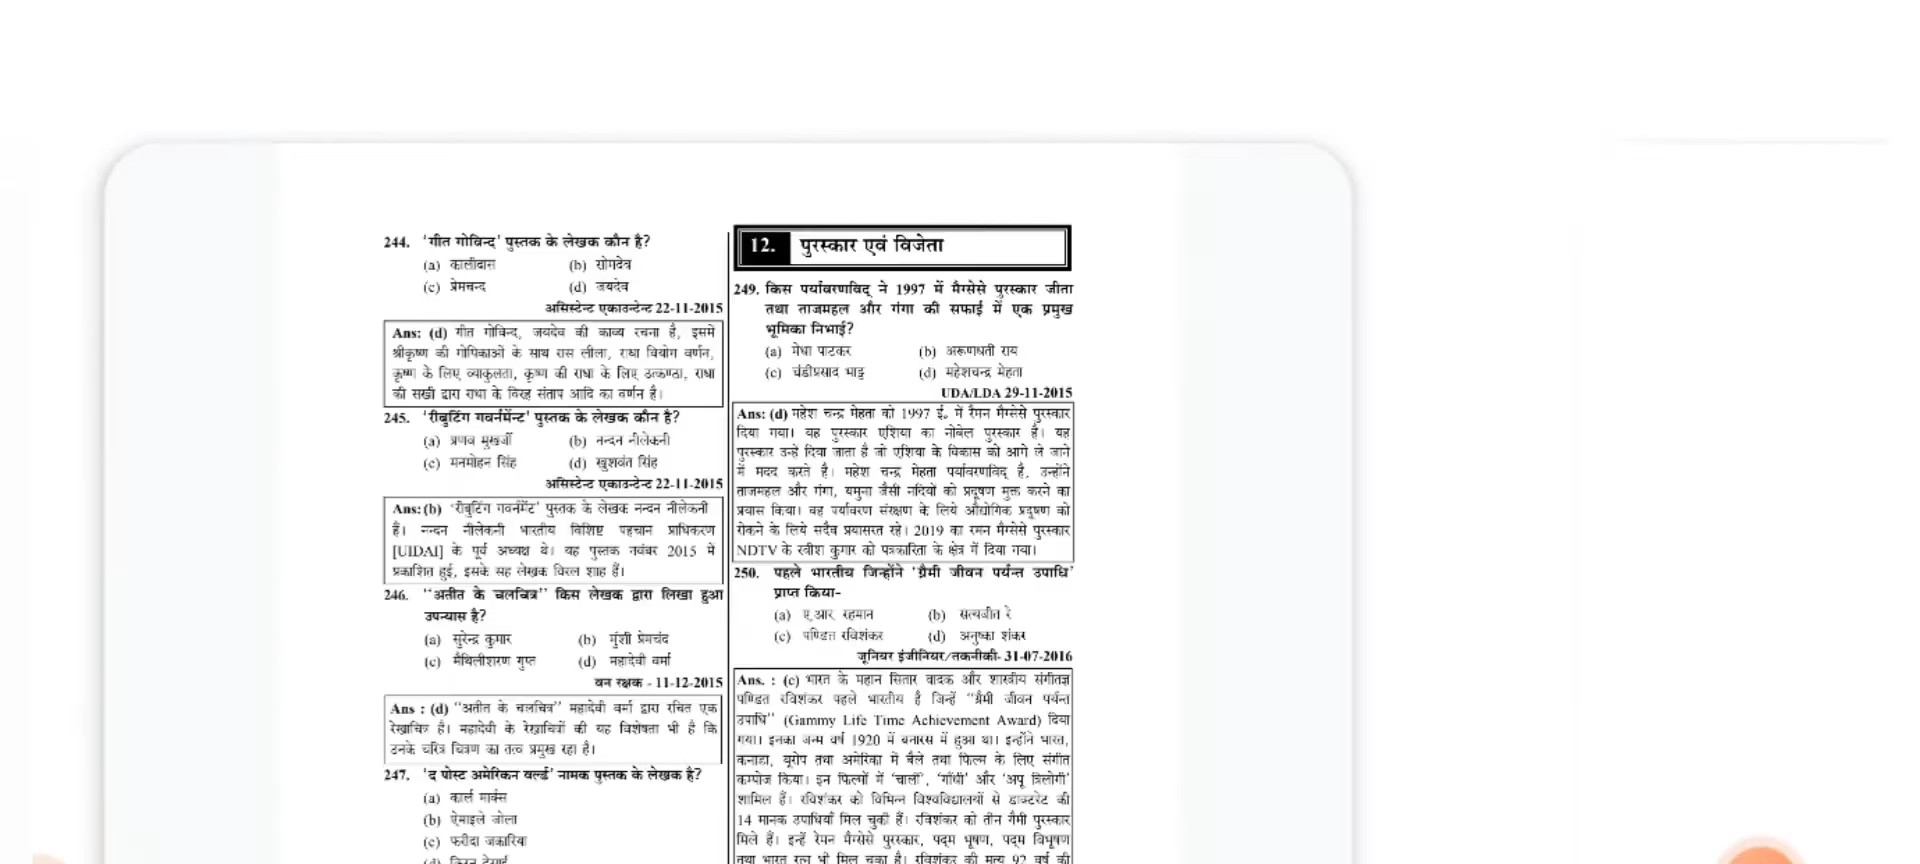 244. 'गीत गोविन्द' पुस्तक के लेखक कौन है?
(a) कालीदास (b) सोमदेव
(c) प्रेमचन्द (d) जयदेव
असिस्टेन्ट एकाउन्टेन्ट 22-11-2015
Ans: (d) गीत गोविन्द, जयदेव की काव्य रचना है, इसमें
श्रीकृष्ण की गोपिकाओं के साथ रास लीला, राधा वियोग वर्णन,
कृष्ण के लिए व्याकुलता, कृष्ण की राधा के लिए उत्कण्ठा, राधा
की सखी द्वारा राधा के विरह संताप आदि का वर्णन है।
245. 'रीबुटिंग गवर्नमेंन्ट' पुस्तक के लेखक कौन है?
(a) प्रणव मुखर्जी (b) नन्दन नीलेकनी
(c) मनमोहन सिंह (d) खुशवंत सिंह
असिस्टेन्ट एकाउन्टेन्ट 22-11-2015
Ans: (b) 'रीबुटिंग गवर्नमेंट' पुस्तक के लेखक नन्दन नीलेकनी
हैं। नन्दन नीलेकनी भारतीय विशिष्ट पहचान प्राधिकरण
[UIDAI] के पूर्व अध्यक्ष थे। यह पुस्तक नवंबर 2015 में
प्रकाशित हुई, इसके सह लेखक विरल शाह हैं।
246. "अतीत के चलचित्र" किस लेखक द्वारा लिखा हुआ
उपन्यास है?
(a) सुरेन्द्र कुमार (b) मुंशी प्रेमचंद
(c) मैथिलीशरण गुप्त (d) महादेवी वर्मा
वन रक्षक - 11-12-2015
Ans : (d) "अतीत के चलचित्र" महादेवी वर्मा द्वारा रचित एक
रेखाचित्र है। महादेवी के रेखाचित्रों की यह विशेषता भी है कि
उनके चरित्र चित्रण का तत्व प्रमुख रहा है।
247. 'द पोस्ट अमेरिकन वर्ल्ड' नामक पुस्तक के लेखक है?
(a) कार्ल मार्क्स
(b) ऐमाइले जोला
(c) फरीदा जकारिया
12. पुरस्कार एवं विजेता
249. किस पर्यावरणविद् ने 1997 में मैग्सेसे पुरस्कार जीता
तथा ताजमहल और गंगा की सफाई में एक प्रमुख
भूमिका निभाई?
(a) मेधा पाटकर (b) अरूणधती राय
(c) चंडीप्रसाद भाट्ट (d) महेशचन्द्र मेहता
UDA/LDA 29-11-2015
Ans: (d) महेश चन्द्र मेहता को 1997 ई. में रैमन मैग्सेसे पुरस्कार
दिया गया। यह पुरस्कार एशिया का नोबेल पुरस्कार है। यह
पुरस्कार उन्हे दिया जाता है जो एशिया के विकास को आगे ले जाने
में मदद करते है। महेश चन्द्र मेहता पर्यावरणविद् है, उन्होंने
ताजमहल और गंगा, यमुना जैसी नदियों को प्रदूषण मुक्त करने का
प्रयास किया। वह पर्यावरण संरक्षण के लिये औद्योगिक प्रदुषण को
रोकने के लिये सदैव प्रयासरत रहे। 2019 का रमन मैग्सेसे पुरस्कार
NDTV के रवीश कुमार को पत्रकारिता के क्षेत्र में दिया गया।
250. पहले भारतीय जिन्होंने 'ग्रैमी जीवन पर्यन्त उपाधि'
प्राप्त किया-
(a) ए.आर. रहमान (b) सत्यजीत रे
(c) पण्डित रविशंकर (d) अनुष्का शंकर
जूनियर इंजीनियर/तकनीकी- 31-07-2016
Ans. : (c) भारत के महान सितार वादक और शास्त्रीय संगीतज्ञ
पण्डित रविशंकर पहले भारतीय है जिन्हें "ग्रैमी जीवन पर्यन्त
उपाधि" (Gammy Life Time Achievement Award) दिया
गया। इनका जन्म वर्ष 1920 में बनारस में हुआ था। इन्होंने भारत,
कनाडा, यूरोप तथा अमेरिका में बैले तथा फिल्म के लिए संगीत
कम्पोज किया। इन फिल्मों में 'चार्ली', 'गाँधी' और 'अपू त्रिलोगी'
शामिल हैं। रविशंकर को विभिन्न विश्वविद्यालयों से डाक्टरेट की
14 मानक उपाधियाँ मिल चुकी हैं। रविशंकर को तीन ग्रैमी पुरस्कार
मिले हैं। इन्हें रेमन मैग्सेसे पुरस्कार, पद्म भूषण, पद्म विभूषण
तथा भारत रत्न भी मिल चुका है। रविशंकर की मृत्यु 92 वर्ष की